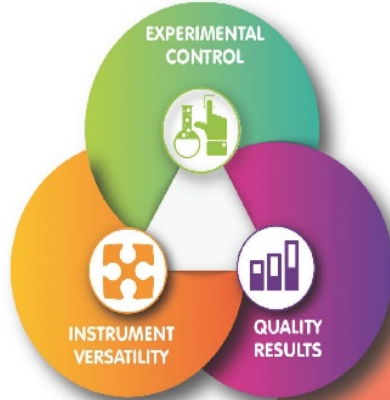 EXPERIMENTAL
CONTROL
INSTRUMENT
VERSATILITY
QUALITY
RESULTS